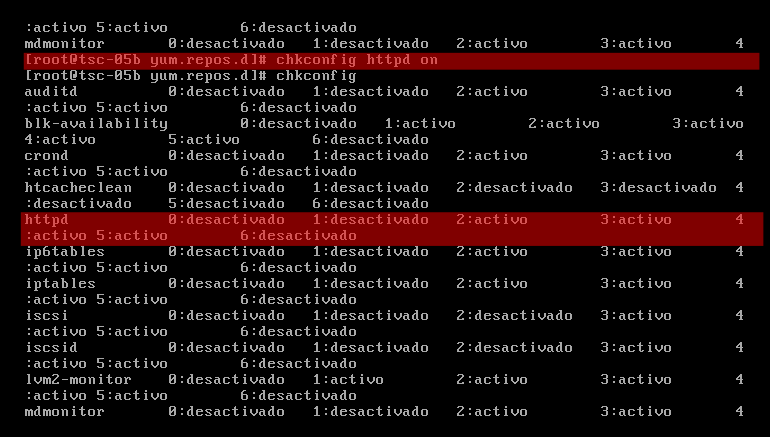 :activo 5:activo 6:desactivado
mdmonitor 0:desactivado 1:desactivado 2:activo 3:activo 4
[root@tsc-05b yum.repos.d]# chkconfig httpd on
[root@tsc-05b yum.repos.d]# chkconfig
auditd 0:desactivado 1:desactivado 2:activo 3:activo 4
:activo 5:activo 6:desactivado
blk-availability 0:desactivado 1:activo 2:activo 3:activo
4:activo 5:activo 6:desactivado
crond 0:desactivado 1:desactivado 2:activo 3:activo 4
:activo 5:activo 6:desactivado
htcacheclean 0:desactivado 1:desactivado 2:desactivado 3:desactivado 4
:desactivado 5:desactivado 6:desactivado
httpd 0:desactivado 1:desactivado 2:activo 3:activo 4
:activo 5:activo 6:desactivado
ip6tables 0:desactivado 1:desactivado 2:activo 3:activo 4
:activo 5:activo 6:desactivado
iptables 0:desactivado 1:desactivado 2:activo 3:activo 4
:activo 5:activo 6:desactivado
iscsi 0:desactivado 1:desactivado 2:desactivado 3:activo 4
:activo 5:activo 6:desactivado
iscsid 0:desactivado 1:desactivado 2:desactivado 3:activo 4
:activo 5:activo 6:desactivado
lvm2-monitor 0:desactivado 1:activo 2:activo 3:activo 4
:activo 5:activo 6:desactivado
mdmonitor 0:desactivado 1:desactivado 2:activo 3:activo 4